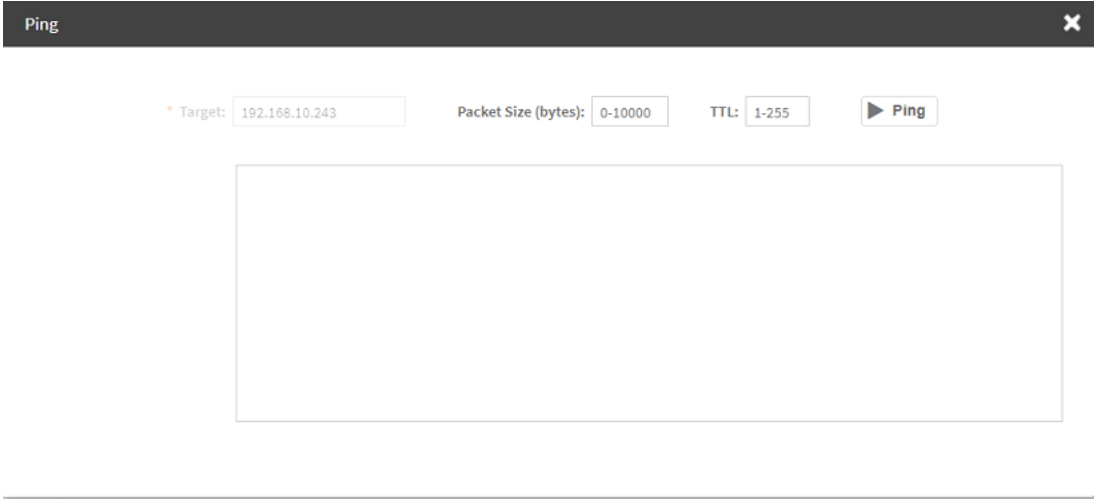 Ping
* Target: 192.168.10.243 Packet Size (bytes): 0-10000 TTL: 1-255 Ping